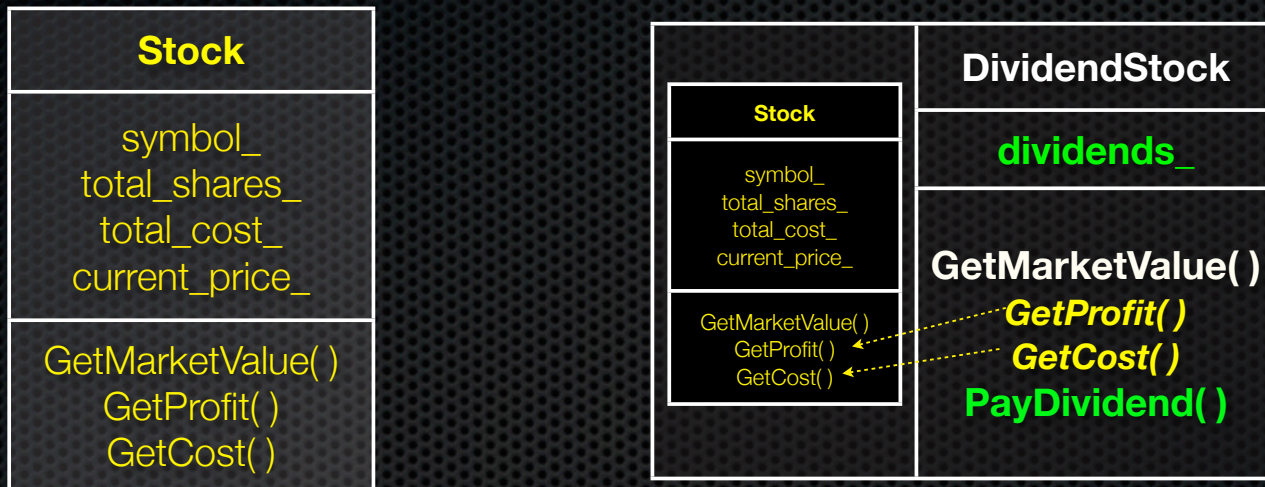 Stock
symbol_
total_shares_
total_cost_
current_price_
GetMarketValue( )
GetProfit( )
GetCost( )
Stock
symbol_
total_shares_
total_cost_
current_price_
GetMarketValue( )
GetProfit( )
GetCost( )
DividendStock
dividends_
GetMarketValue( )
GetProfit( )
GetCost( )
PayDividend( )